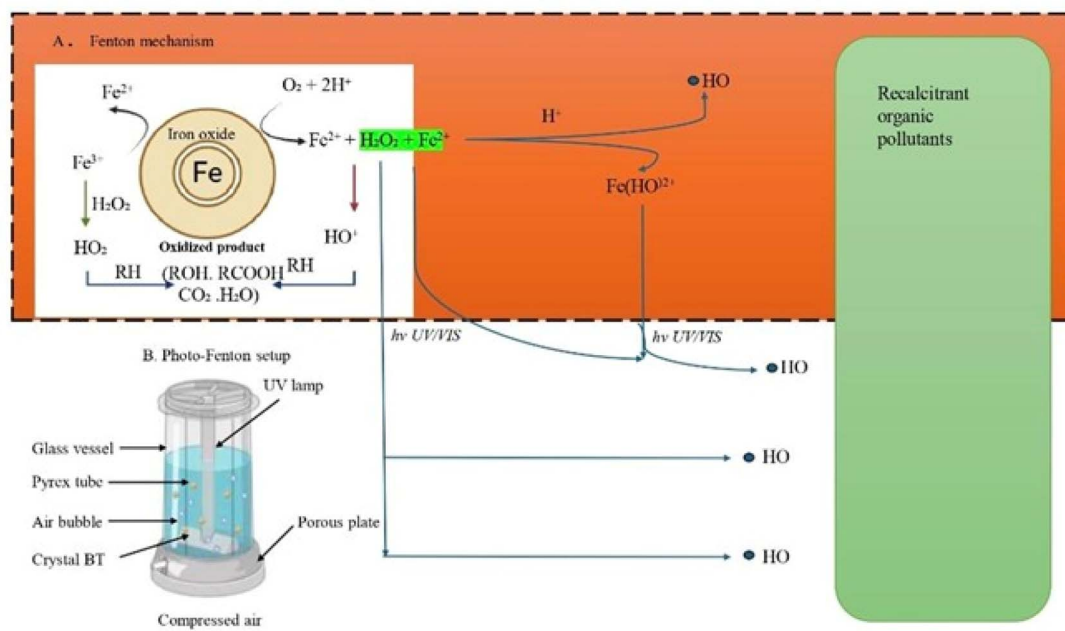 A. Fenton mechanism
Fe²⁺
O₂ + 2H⁺
Iron oxide
Fe
Fe²⁺ + H₂O₂ + Fe²⁺
Fe³⁺
H₂O₂
HO₂
Oxidized product
HO⁺
RH
(ROH. RCOOH
RH
CO₂ .H₂O)
H⁺
HO
Fe(HO)²⁺
Recalcitrant
organic
pollutants
hv UV/VIS
hv UV/VIS
HO
HO
HO
B. Photo-Fenton setup
UV lamp
Glass vessel
Pyrex tube
Air bubble
Crystal BT
Porous plate
Compressed air